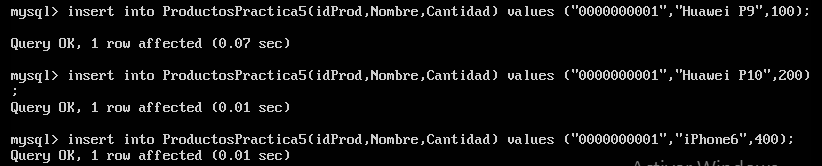 mysql> insert into ProductosPractica5(idProd,Nombre,Cantidad) values ("0000000001","Huawei P9",100);
Query OK, 1 row affected (0.07 sec)
mysql> insert into ProductosPractica5(idProd,Nombre,Cantidad) values ("0000000001","Huawei P10",200)
;
Query OK, 1 row affected (0.01 sec)
mysql> insert into ProductosPractica5(idProd,Nombre,Cantidad) values ("0000000001","iPhone6",400);
Query OK, 1 row affected (0.01 sec)